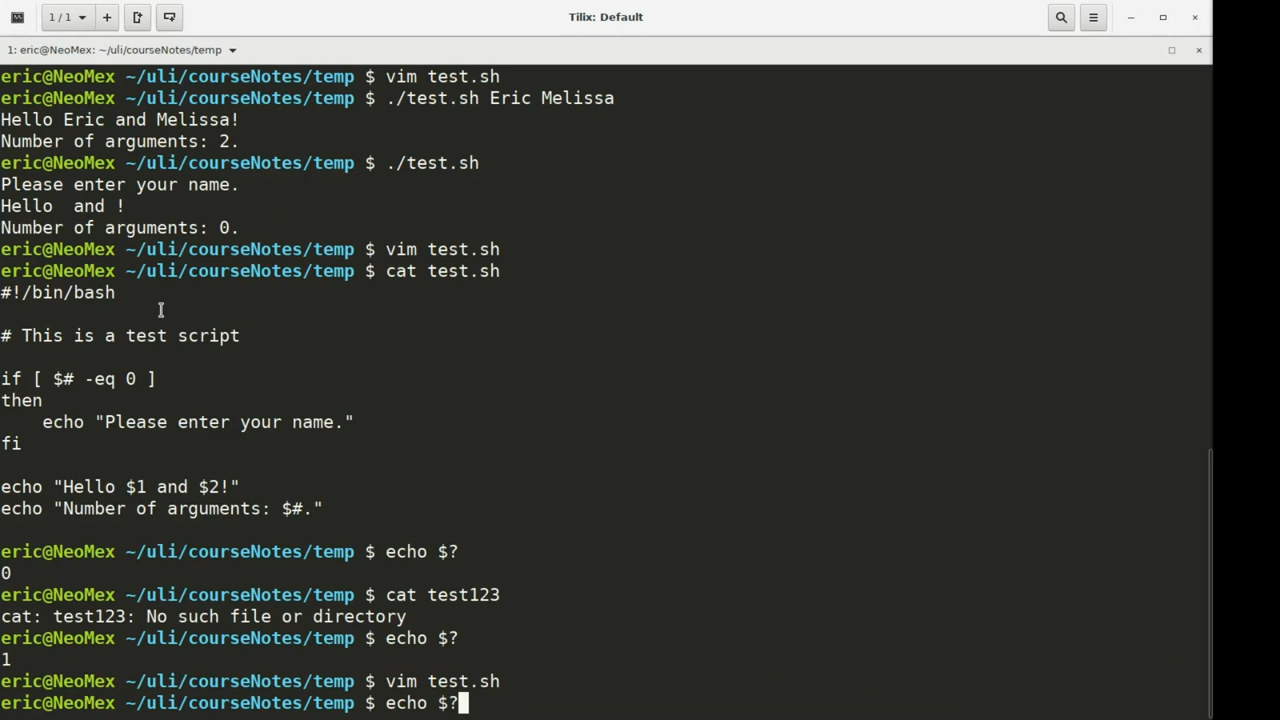 1 / 1
Tilix: Default
1: eric@NeoMex: ~/uli/courseNotes/temp
eric@NeoMex ~/uli/courseNotes/temp $ vim test.sh
eric@NeoMex ~/uli/courseNotes/temp $ ./test.sh Eric Melissa
Hello Eric and Melissa!
Number of arguments: 2.
eric@NeoMex ~/uli/courseNotes/temp $ ./test.sh
Please enter your name.
Hello  and !
Number of arguments: 0.
eric@NeoMex ~/uli/courseNotes/temp $ vim test.sh
eric@NeoMex ~/uli/courseNotes/temp $ cat test.sh
#!/bin/bash
# This is a test script
if [ $# -eq 0 ]
then
    echo "Please enter your name."
fi
echo "Hello $1 and $2!"
echo "Number of arguments: $#."
eric@NeoMex ~/uli/courseNotes/temp $ echo $?
0
eric@NeoMex ~/uli/courseNotes/temp $ cat test123
cat: test123: No such file or directory
eric@NeoMex ~/uli/courseNotes/temp $ echo $?
1
eric@NeoMex ~/uli/courseNotes/temp $ vim test.sh
eric@NeoMex ~/uli/courseNotes/temp $ echo $?